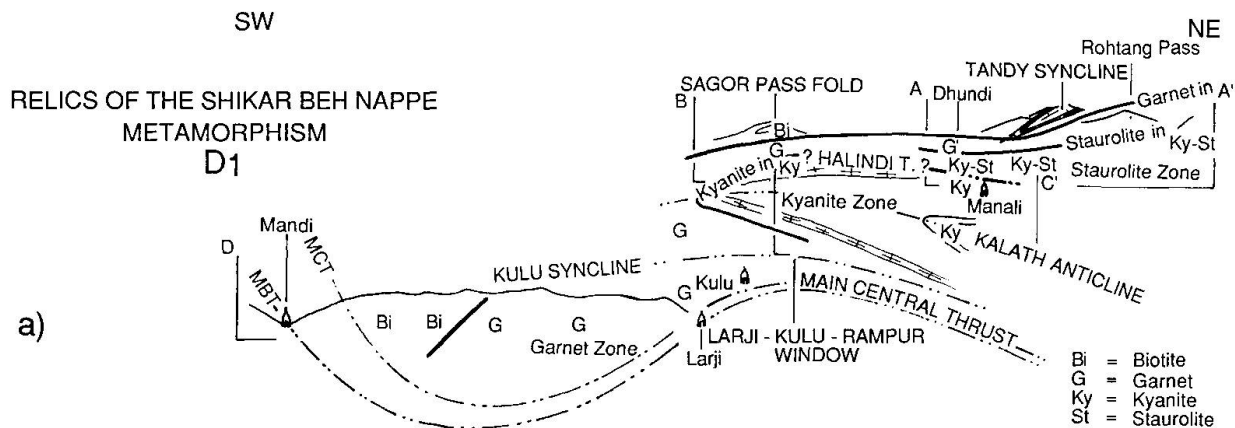 SW
NE
RELICS OF THE SHIKAR BEH NAPPE
METAMORPHISM
D1
Rohtang Pass
TANDY SYNCLINE
SAGOR PASS FOLD
B
A
Dhundi
Garnet in
A'
Bi
G
G'
Staurolite in
Ky-St
Kyanite in
Ky
? HALINDI T. ?
Ky-St
Ky-St
Staurolite Zone
Ky
C'
Manali
Kyanite Zone
Ky
KALATH ANTICLINE
Mandi
D
MBT
MCT
G
KULU SYNCLINE
G
Kulu
MAIN CENTRAL THRUST
a)
Bi
Bi
G
G
Garnet Zone
Larji
LARJI - KULU - RAMPUR
WINDOW
Bi = Biotite
G = Garnet
Ky = Kyanite
St = Staurolite